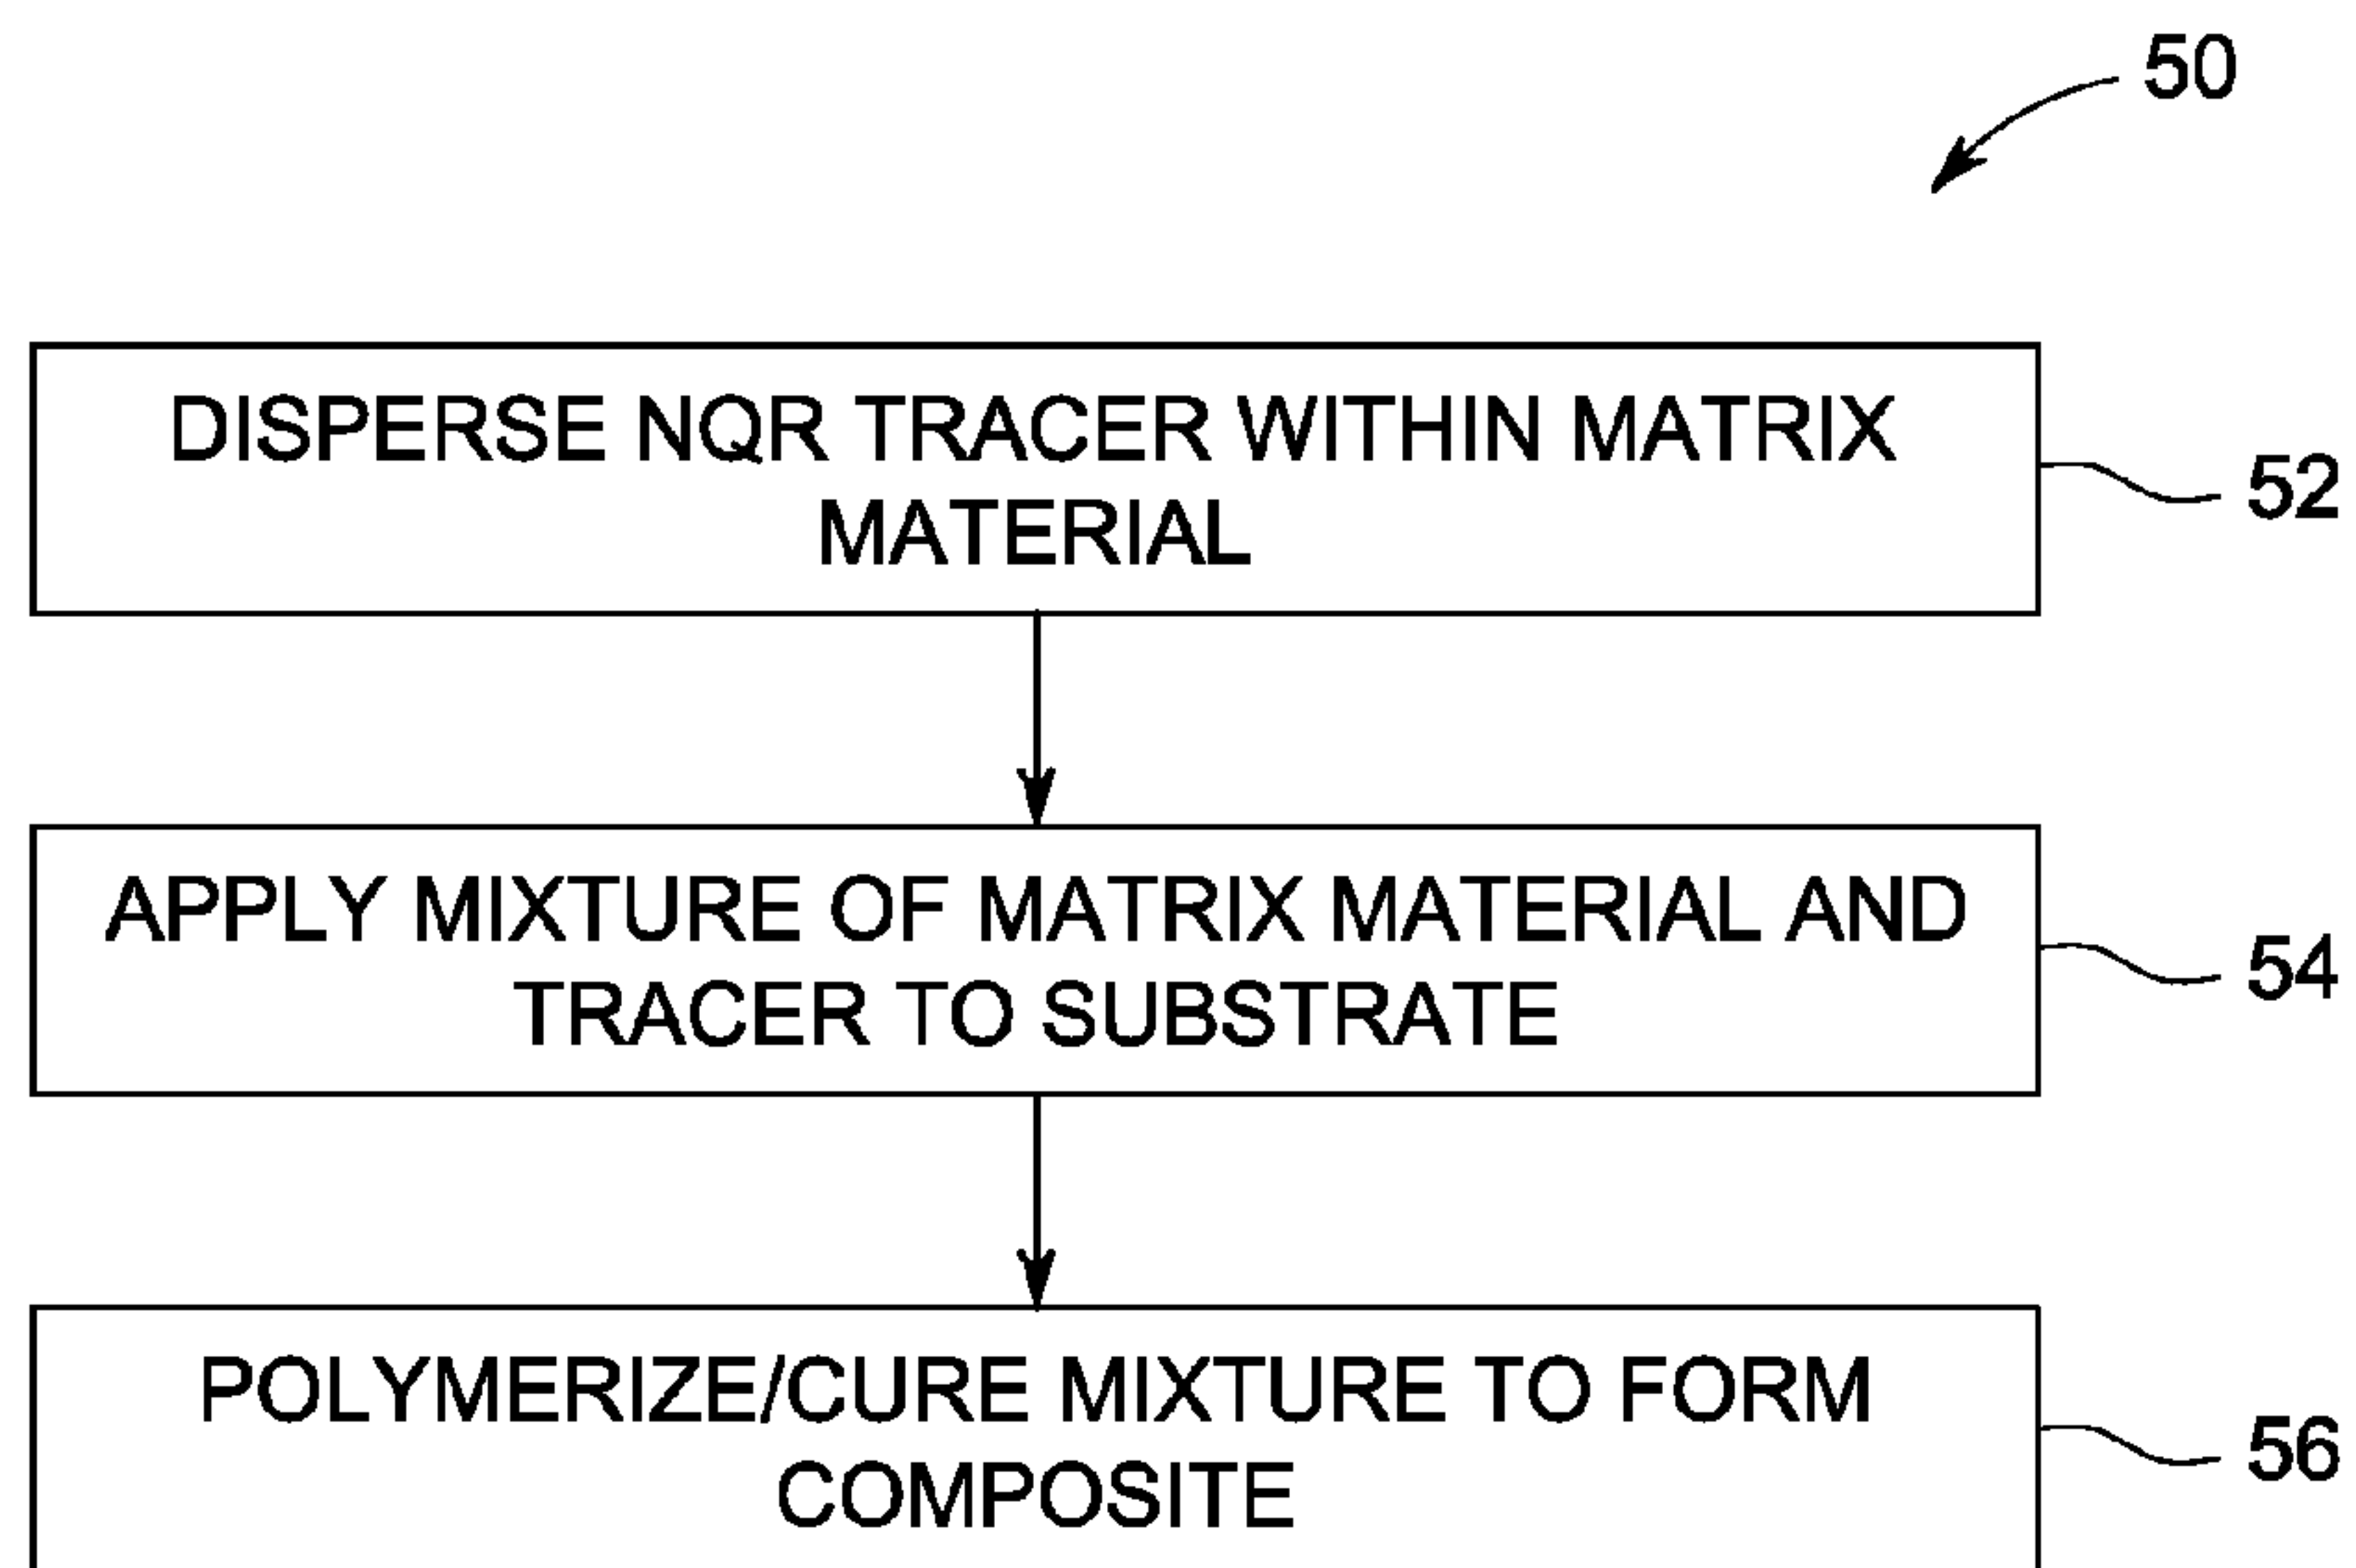 50
DISPERSE NQR TRACER WITHIN MATRIX
MATERIAL
52
APPLY MIXTURE OF MATRIX MATERIAL AND
TRACER TO SUBSTRATE
54
POLYMERIZE/CURE MIXTURE TO FORM
COMPOSITE
56